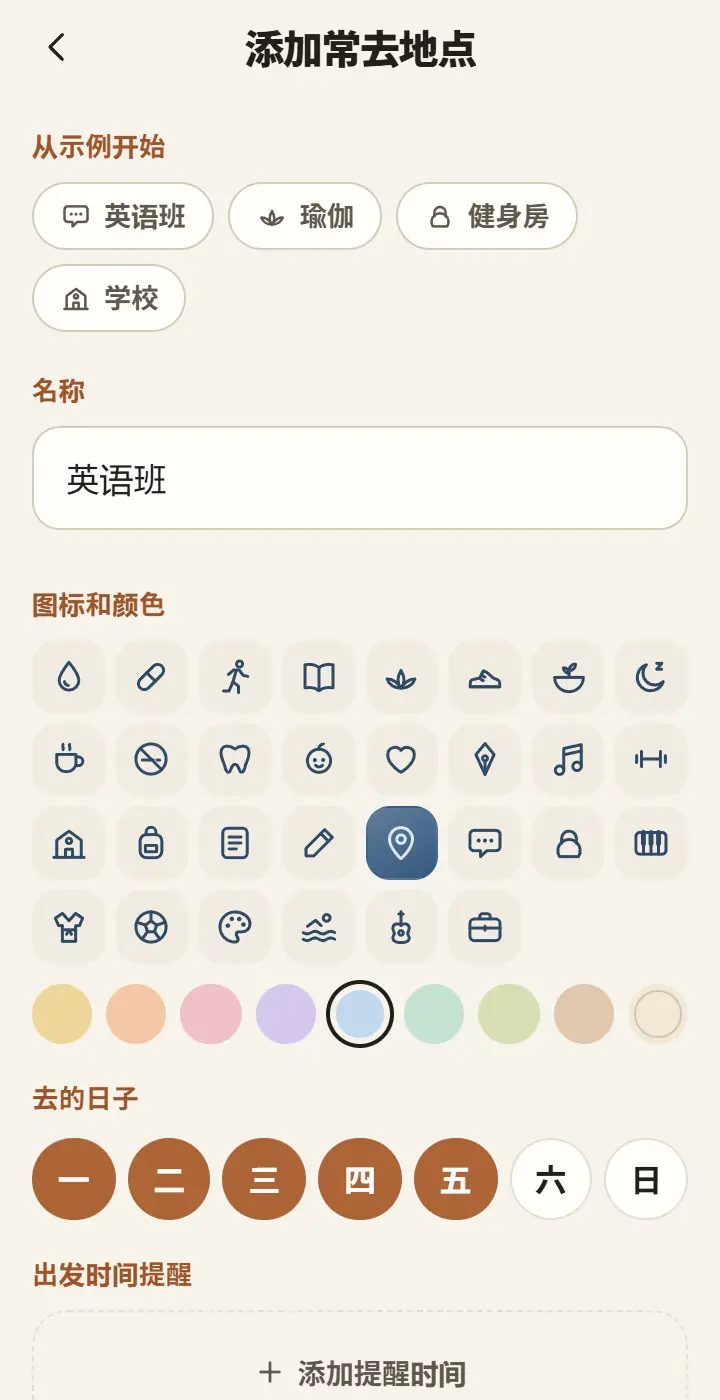 添加常去地点
从示例开始
英语班 瑜伽 健身房
学校
名称
英语班
图标和颜色
去的日子
一 二 三 四 五 六 日
出发时间提醒
+ 添加提醒时间